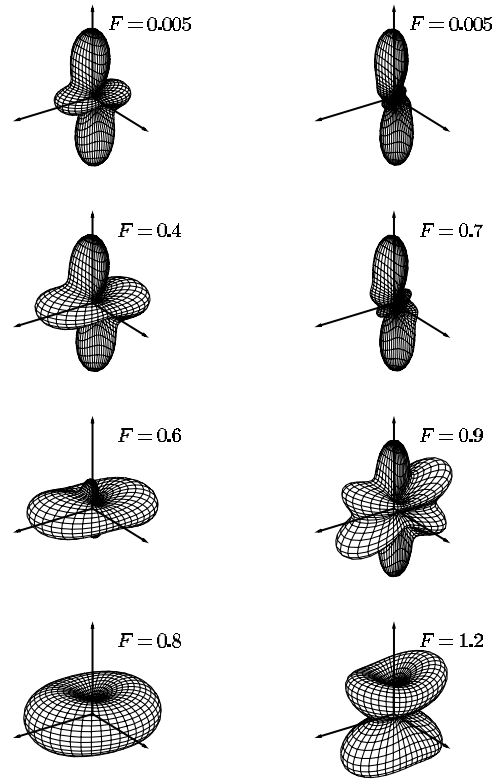 F = 0.005
F = 0.005
F = 0.4
F = 0.7
F = 0.6
F = 0.9
F = 0.8
F = 1.2